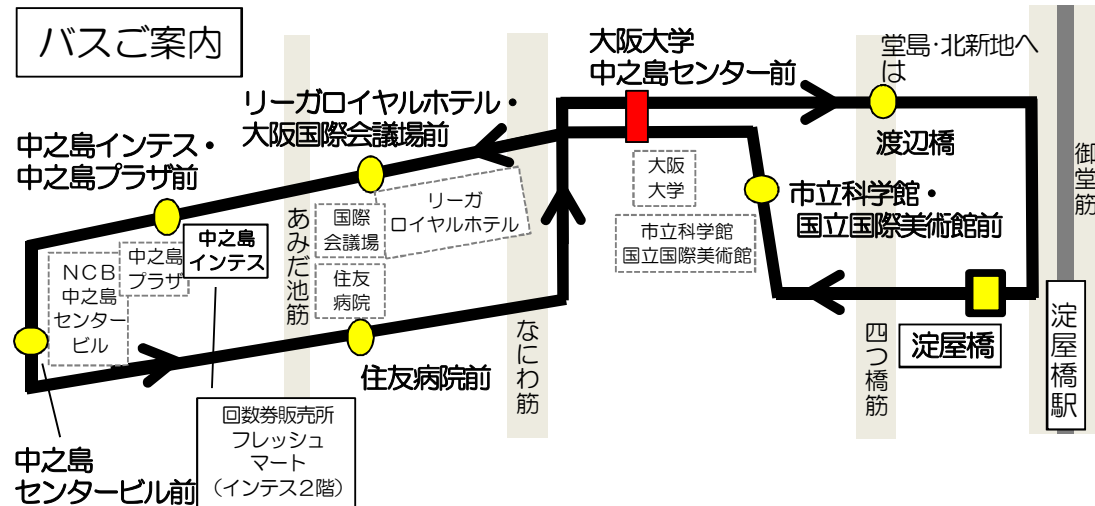 バスご案内
大阪大学
中之島センター前
堂島・北新地へ
は
リーガロイヤルホテル・
大阪国際会議場前
中之島インテス・
中之島プラザ前
渡辺橋
御堂筋
大阪
大学
市立科学館・
国立国際美術館前
リーガ
ロイヤルホテル
国際
会議場
あみだ池筋
市立科学館
国立国際美術館
中之島
インテス
中之島
プラザ
NCB
中之島
センター
ビル
住友
病院
なにわ筋
四つ橋筋
淀屋橋
淀屋橋駅
住友病院前
回数券販売所
フレッシュ
マート
(インテス2階)
中之島
センタービル前